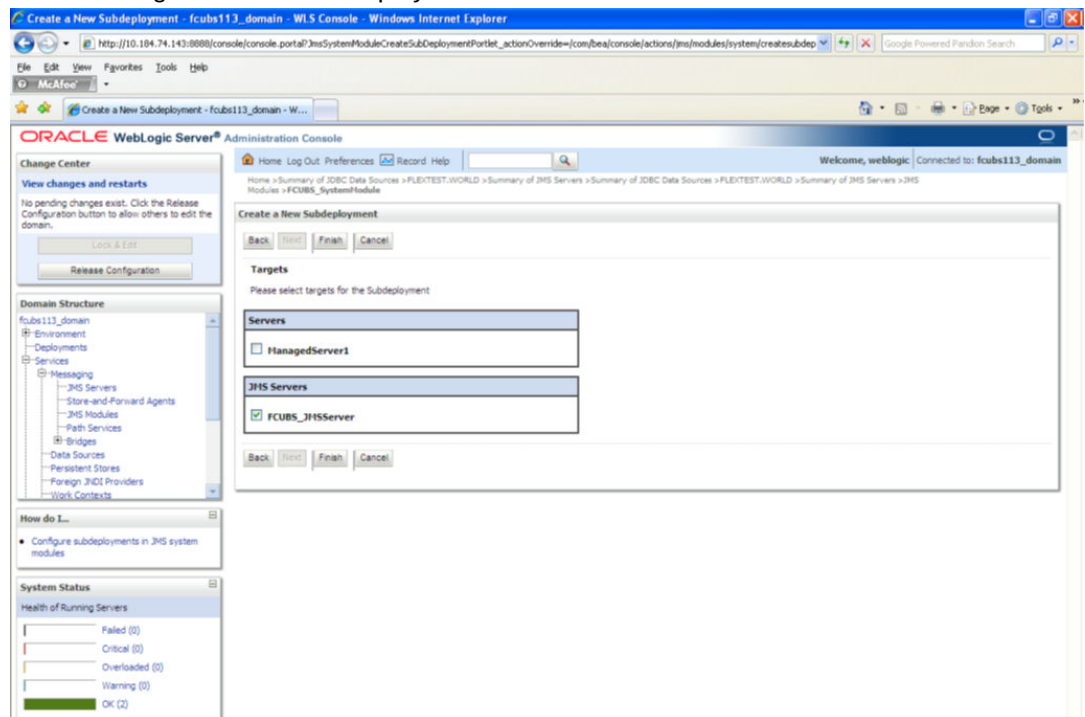 Create a New Subdeployment - fcubs113_domain - WLS Console - Windows Internet Explorer
http://10.184.74.143:8888/console/console.portal?JmsSystemModuleCreateSubDeploymentPortlet_actionOverride=/com/bea/console/actions/jms/modules/system/createsubdep
Google Powered Pandion Search
File Edit View Favorites Tools Help
McAfee
Create a New Subdeployment - fcubs113_domain - W...
Page Tools
ORACLE WebLogic Server® Administration Console
Change Center
View changes and restarts
No pending changes exist. Click the Release
Configuration button to allow others to edit the
domain.
Lock & Edit
Release Configuration
Domain Structure
fcubs113_domain
Environment
Deployments
Services
Messaging
JMS Servers
Store-and-Forward Agents
JMS Modules
Path Services
Bridges
Data Sources
Persistent Stores
Foreign JNDI Providers
Work Contexts
How do I...
Configure subdeployments in JMS system
modules
System Status
Health of Running Servers
Failed (0)
Critical (0)
Overloaded (0)
Warning (0)
OK (2)
Home Log Out Preferences Record Help
Welcome, weblogic Connected to: fcubs113_domain
Home >Summary of JDBC Data Sources >FLEXTEST.WORLD >Summary of JMS Servers >Summary of JDBC Data Sources >FLEXTEST.WORLD >Summary of JMS Servers >JMS
Modules >FCUBS_SystemModule
Create a New Subdeployment
Back Next Finish Cancel
Targets
Please select targets for the Subdeployment
Servers
ManagedServer1
JMS Servers
FCUBS_JMSServer
Back Next Finish Cancel